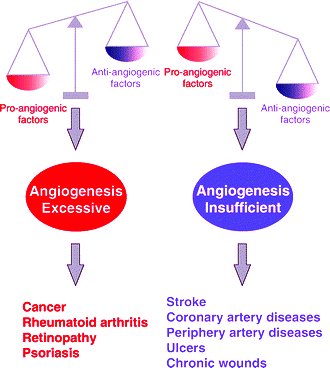 Anti-angiogenic
factors
Pro-angiogenic
factors
Pro-angiogenic
factors
Anti-angiogenic
factors
Angiogenesis
Excessive
Angiogenesis
Insufficient
Cancer
Rheumatoid arthritis
Retinopathy
Psoriasis
Stroke
Coronary artery diseases
Periphery artery diseases
Ulcers
Chronic wounds